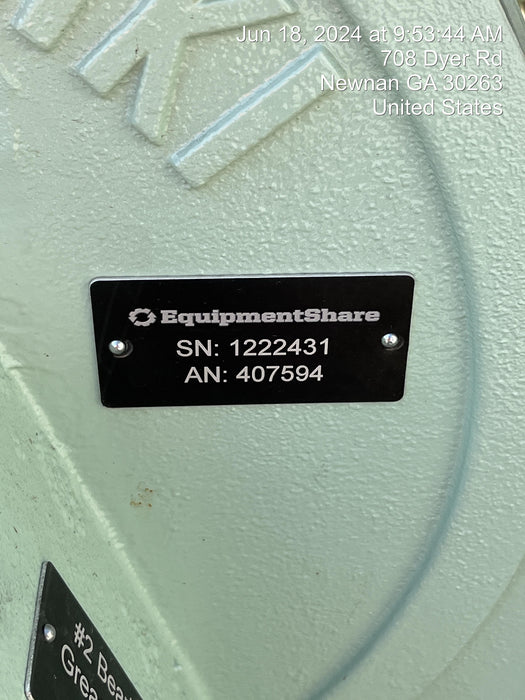 Jun 18, 2024 at 9:53:44 AM
708 Dyer Rd
Newnan GA 30263
United States
EquipmentShare
SN: 1222431
AN: 407594
#2